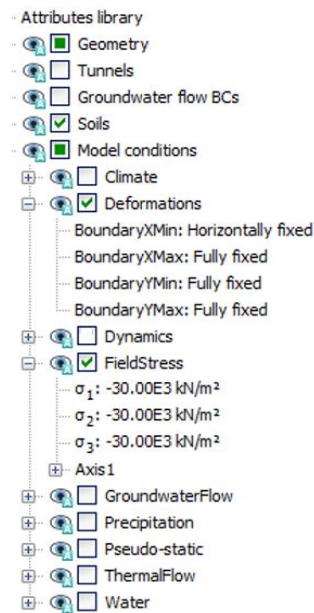 Attributes library
Geometry
Tunnels
Groundwater flow BCs
Soils
Model conditions
Climate
Deformations
BoundaryXMin: Horizontally fixed
BoundaryXMax: Fully fixed
BoundaryYMin: Fully fixed
BoundaryYMax: Fully fixed
Dynamics
FieldStress
σ₁: -30.00E3 kN/m²
σ₂: -30.00E3 kN/m²
σ₃: -30.00E3 kN/m²
Axis1
GroundwaterFlow
Precipitation
Pseudo-static
ThermalFlow
Water